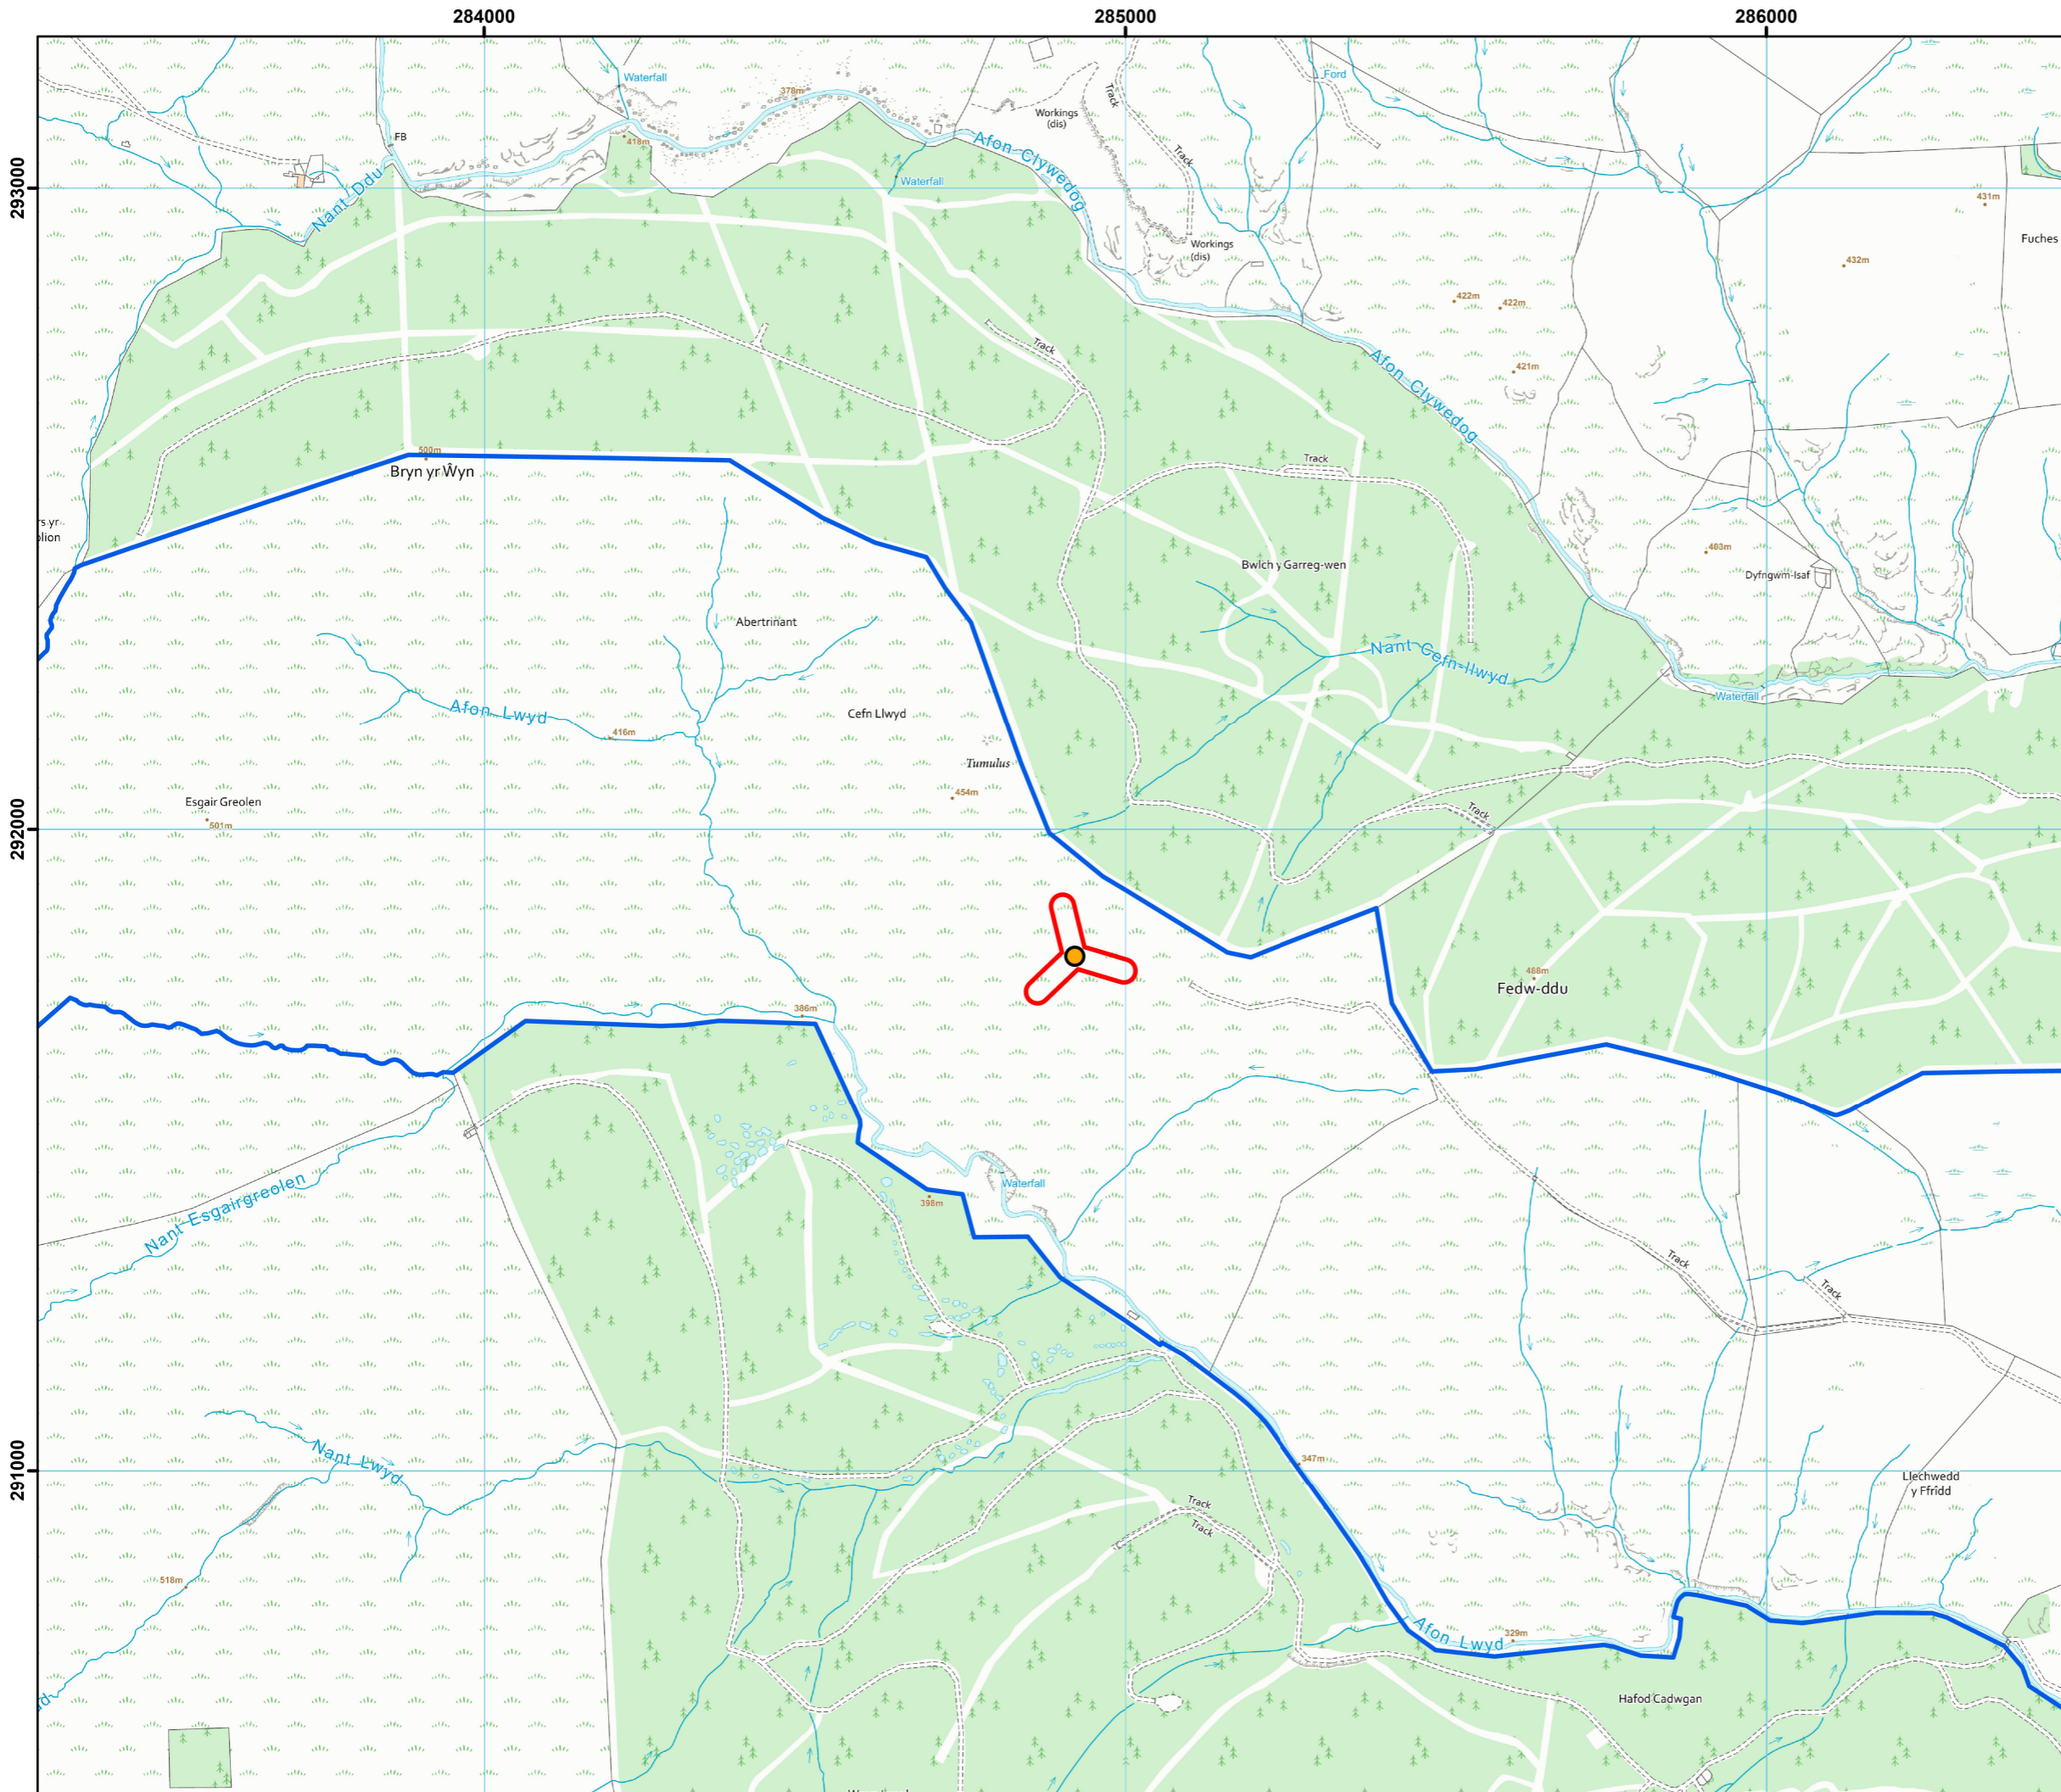 284000
285000
286000
293000
292000
291000
Waterfall
378m
418m
FB
Nant Ddu
Waterfall
Afon Clywedog
Workings
(dis)
Track
Track
Workings
(dis)
Ford
431m
432m
Fuches
422m
422m
421m
Afon Clywedog
Track
Track
500m
Bryn yr Ŵyn
Bwlch y Garreg-wen
403m
Dyfngwm-Isaf
Abertrinant
Nant Cefn-llwyd
Waterfall
Afon Lwyd
416m
Cefn Llwyd
Tumulus
454m
Esgair Greolen
501m
Track
488m
Fedw-ddu
386m
Nant Esgairgreolen
398m
Waterfall
Track
Track
Nant Lwyd
347m
Llechwedd
y Ffrîdd
Track
Track
518m
Afon Lwyd
329m
Hafod Cadwgan